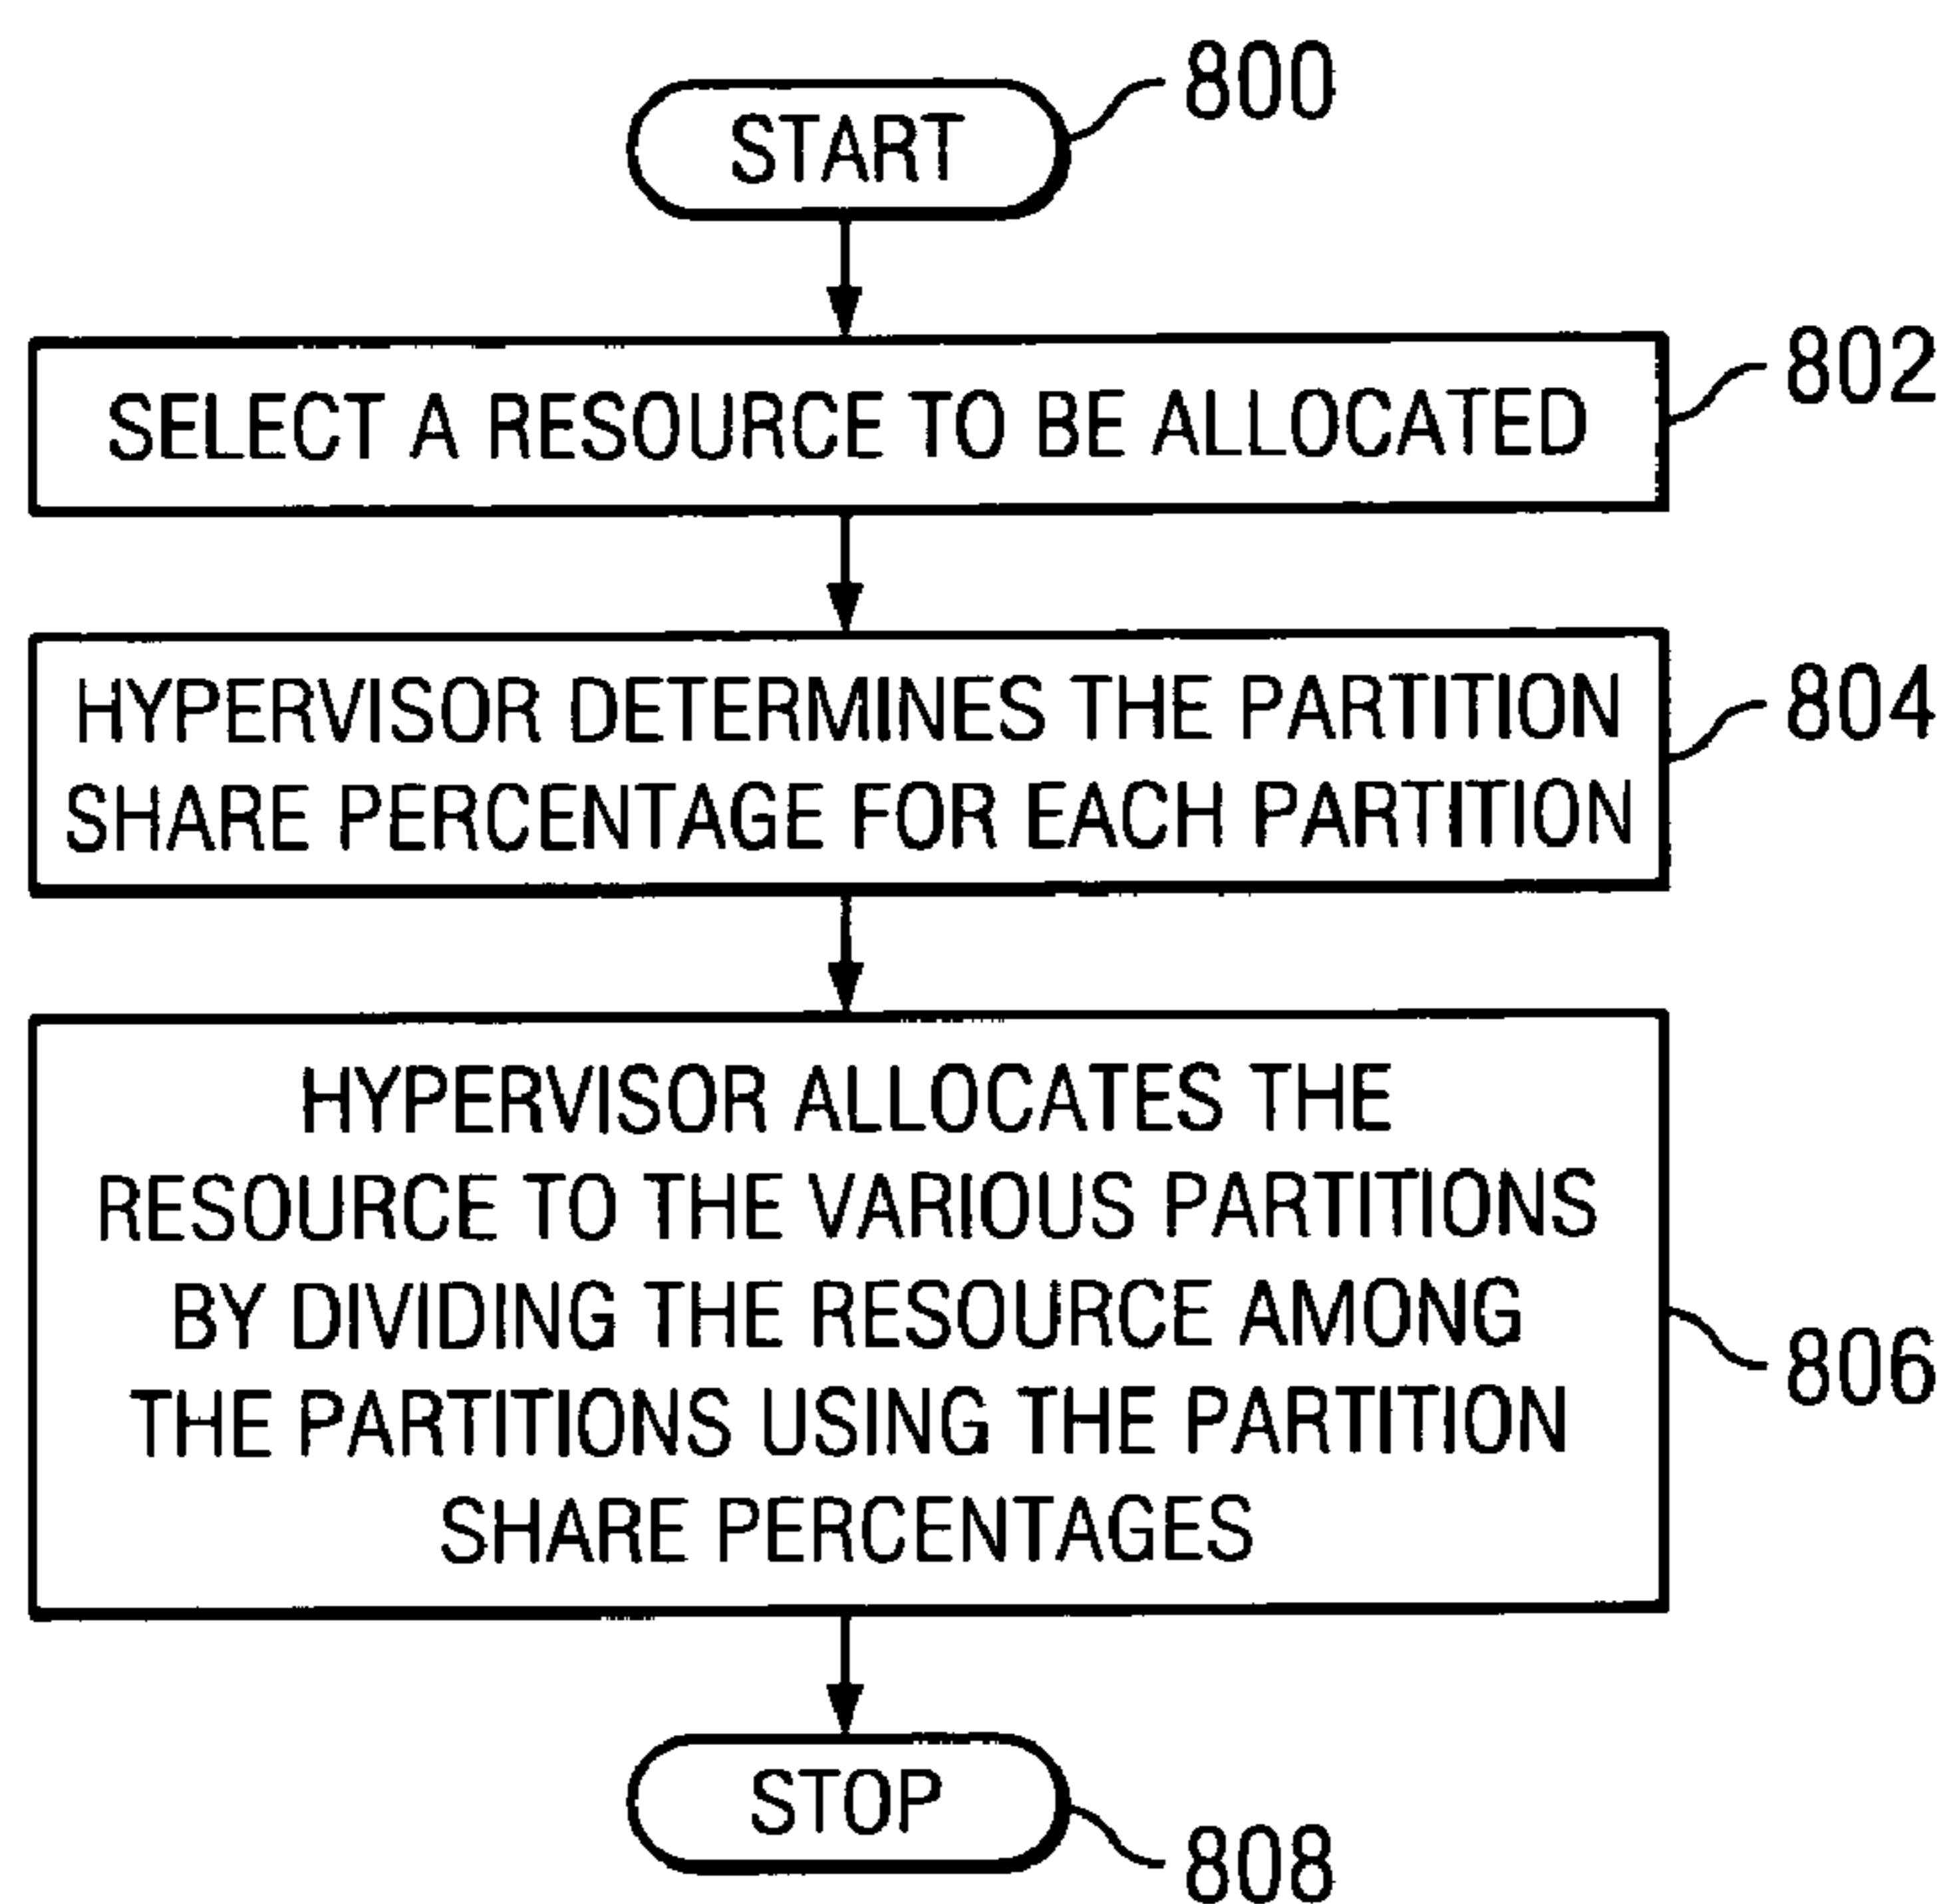 START
800
SELECT A RESOURCE TO BE ALLOCATED
802
HYPERVISOR DETERMINES THE PARTITION
SHARE PERCENTAGE FOR EACH PARTITION
804
HYPERVISOR ALLOCATES THE
RESOURCE TO THE VARIOUS PARTITIONS
BY DIVIDING THE RESOURCE AMONG
THE PARTITIONS USING THE PARTITION
SHARE PERCENTAGES
806
STOP
808